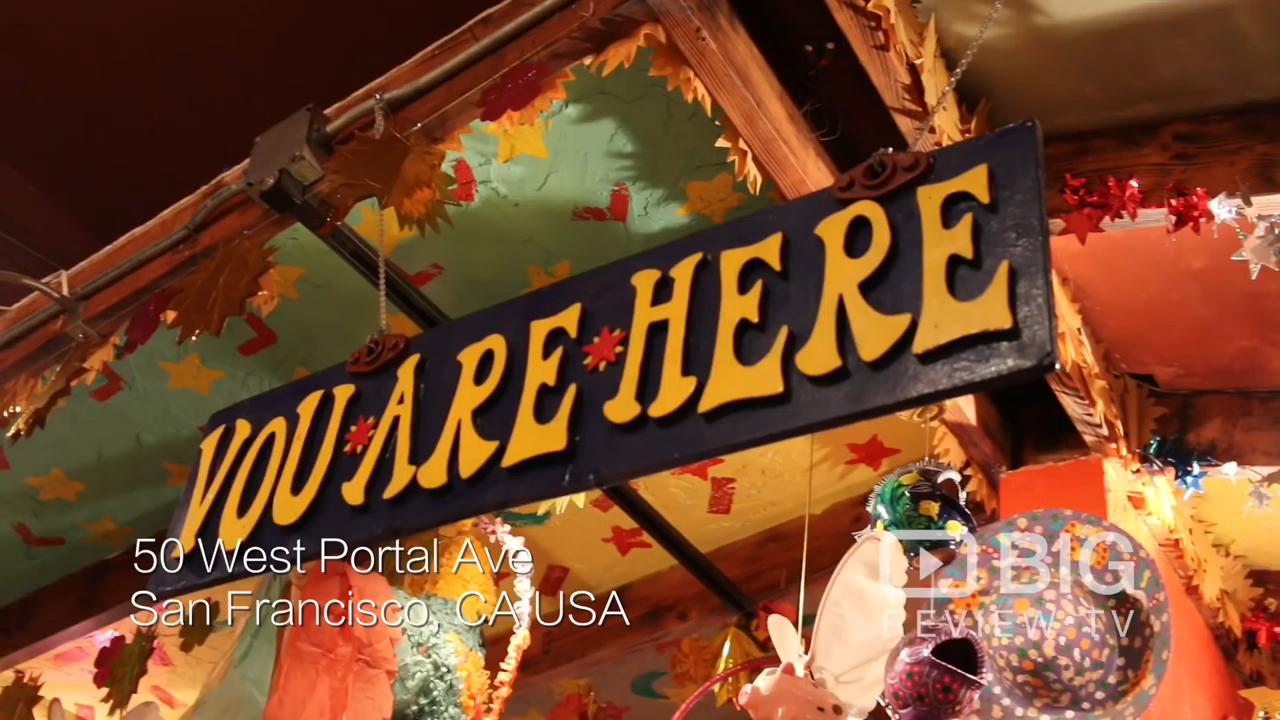 YOU ARE HERE
50 West Portal Ave
San Francisco, CA USA
BIG
REVIEW TV